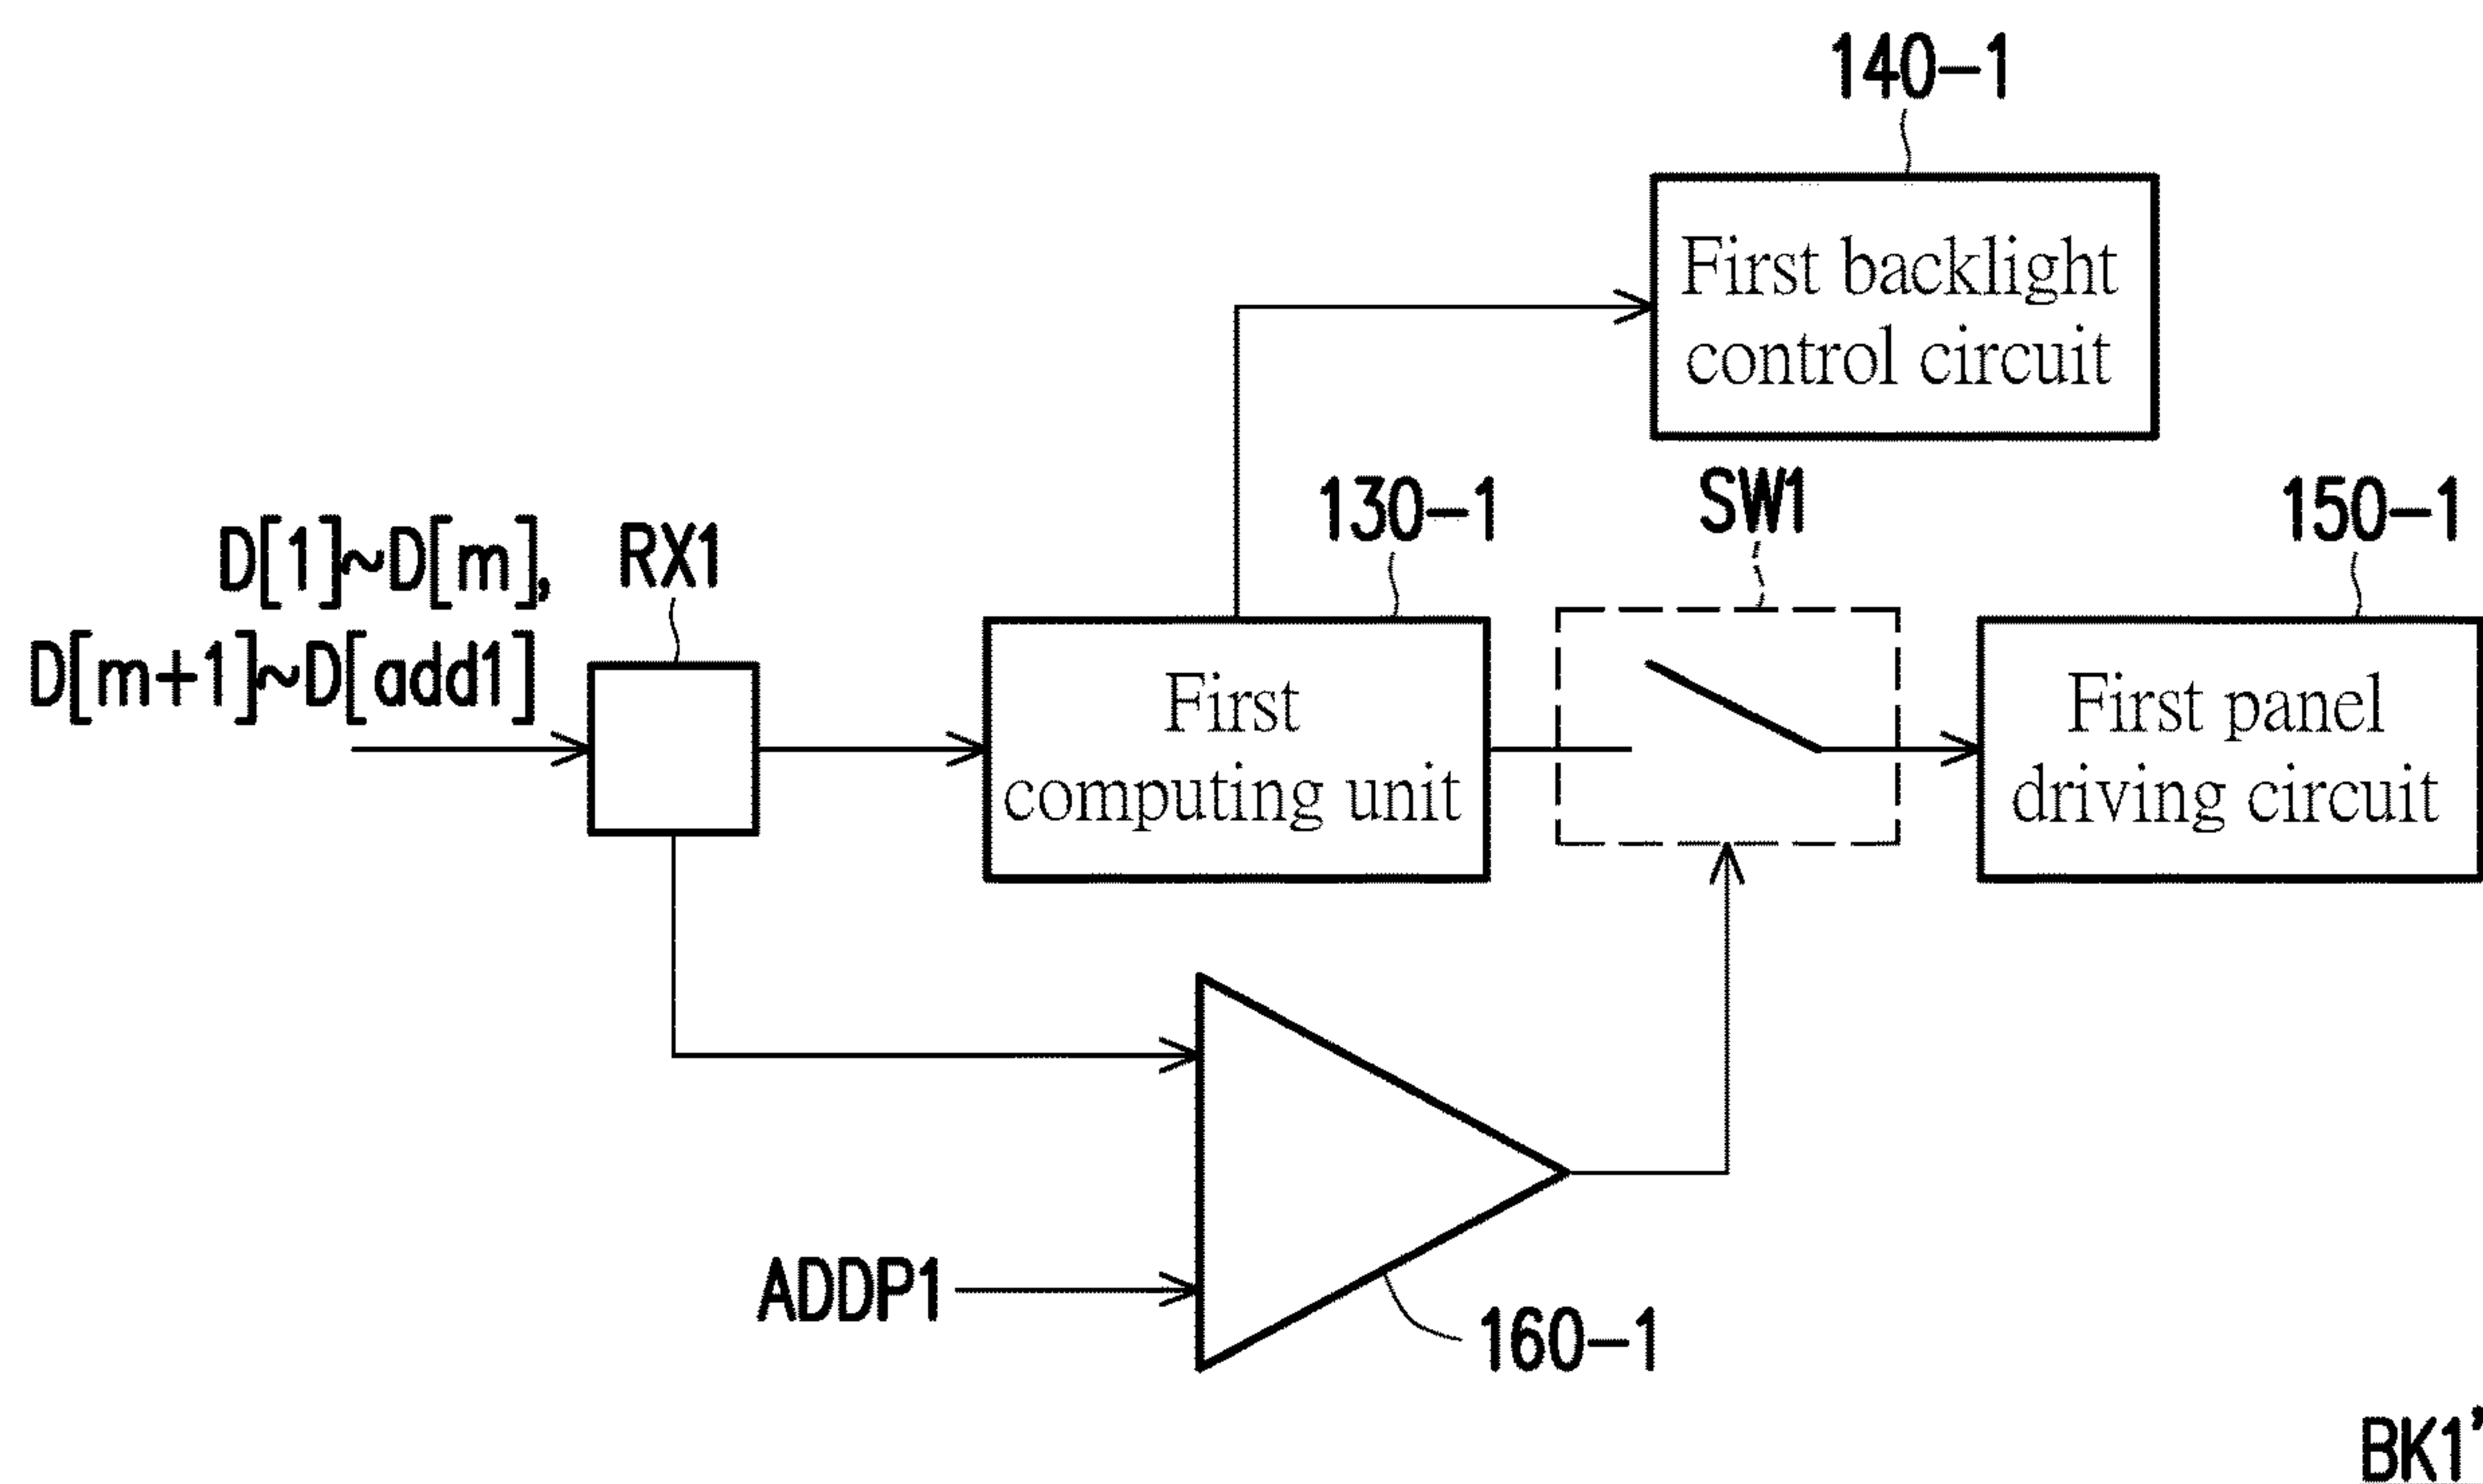 140-1
First backlight
control circuit
D[1]~D[m],
D[m+1]~D[add1]
RX1
130-1
First
computing unit
SW1
150-1
First panel
driving circuit
ADDP1
160-1
BK1'